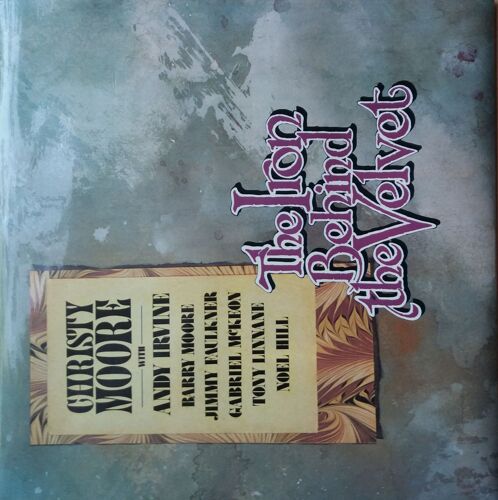 CHRISTY
MOORE
WITH
ANDY IRVINE
BARRY MOORE
JIMMY FAULKNER
GABRIEL McKEON
TONY LINNANE
NOEL HILL
The Iron
Behind
the Velvet